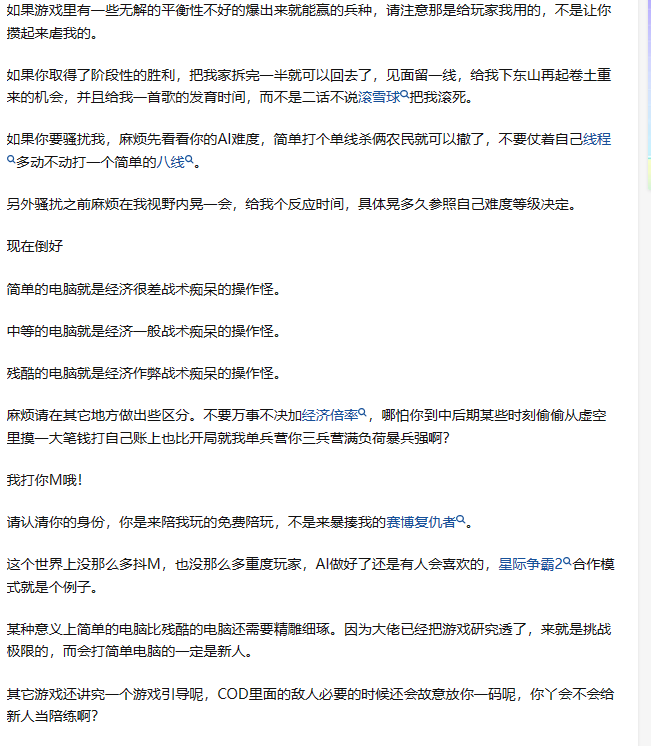 如果游戏里有一些无解的平衡性不好的爆出来就能赢的兵种，请注意那是给玩家我用的，不是让你
攒起来虐我的。
如果你取得了阶段性的胜利，把我家拆完一半就可以回去了，见面留一线，给我下东山再起卷土重
来的机会，并且给我一首歌的发育时间，而不是二话不说滚雪球把我滚死。
如果你要骚扰我，麻烦先看看你的AI难度，简单打个单线杀俩农民就可以撤了，不要仗着自己线程
多动不动打一个简单的八线。
另外骚扰之前麻烦在我视野内晃一会，给我个反应时间，具体晃多久参照自己难度等级决定。
现在倒好
简单的电脑就是经济很差战术痴呆的操作怪。
中等的电脑就是经济一般战术痴呆的操作怪。
残酷的电脑就是经济作弊战术痴呆的操作怪。
麻烦请在其它地方做出些区分。不要万事不决加经济倍率，哪怕你到中后期某些时刻偷偷从虚空
里摸一大笔钱打自己账上也比开局就我单兵营你三兵营满负荷暴兵强啊？
我打你M哦！
请认清你的身份，你是来陪我玩的免费陪玩，不是来暴揍我的赛博复仇者。
这个世界上没那么多抖M，也没那么多重度玩家，AI做好了还是有人会喜欢的，星际争霸2合作模
式就是个例子。
某种意义上简单的电脑比残酷的电脑还需要精雕细琢。因为大佬已经把游戏研究透了，来就是挑战
极限的，而会打简单电脑的一定是新人。
其它游戏还讲究一个游戏引导呢，COD里面的敌人必要的时候还会故意放你一码呢，你丫会不会给
新人当陪练啊？